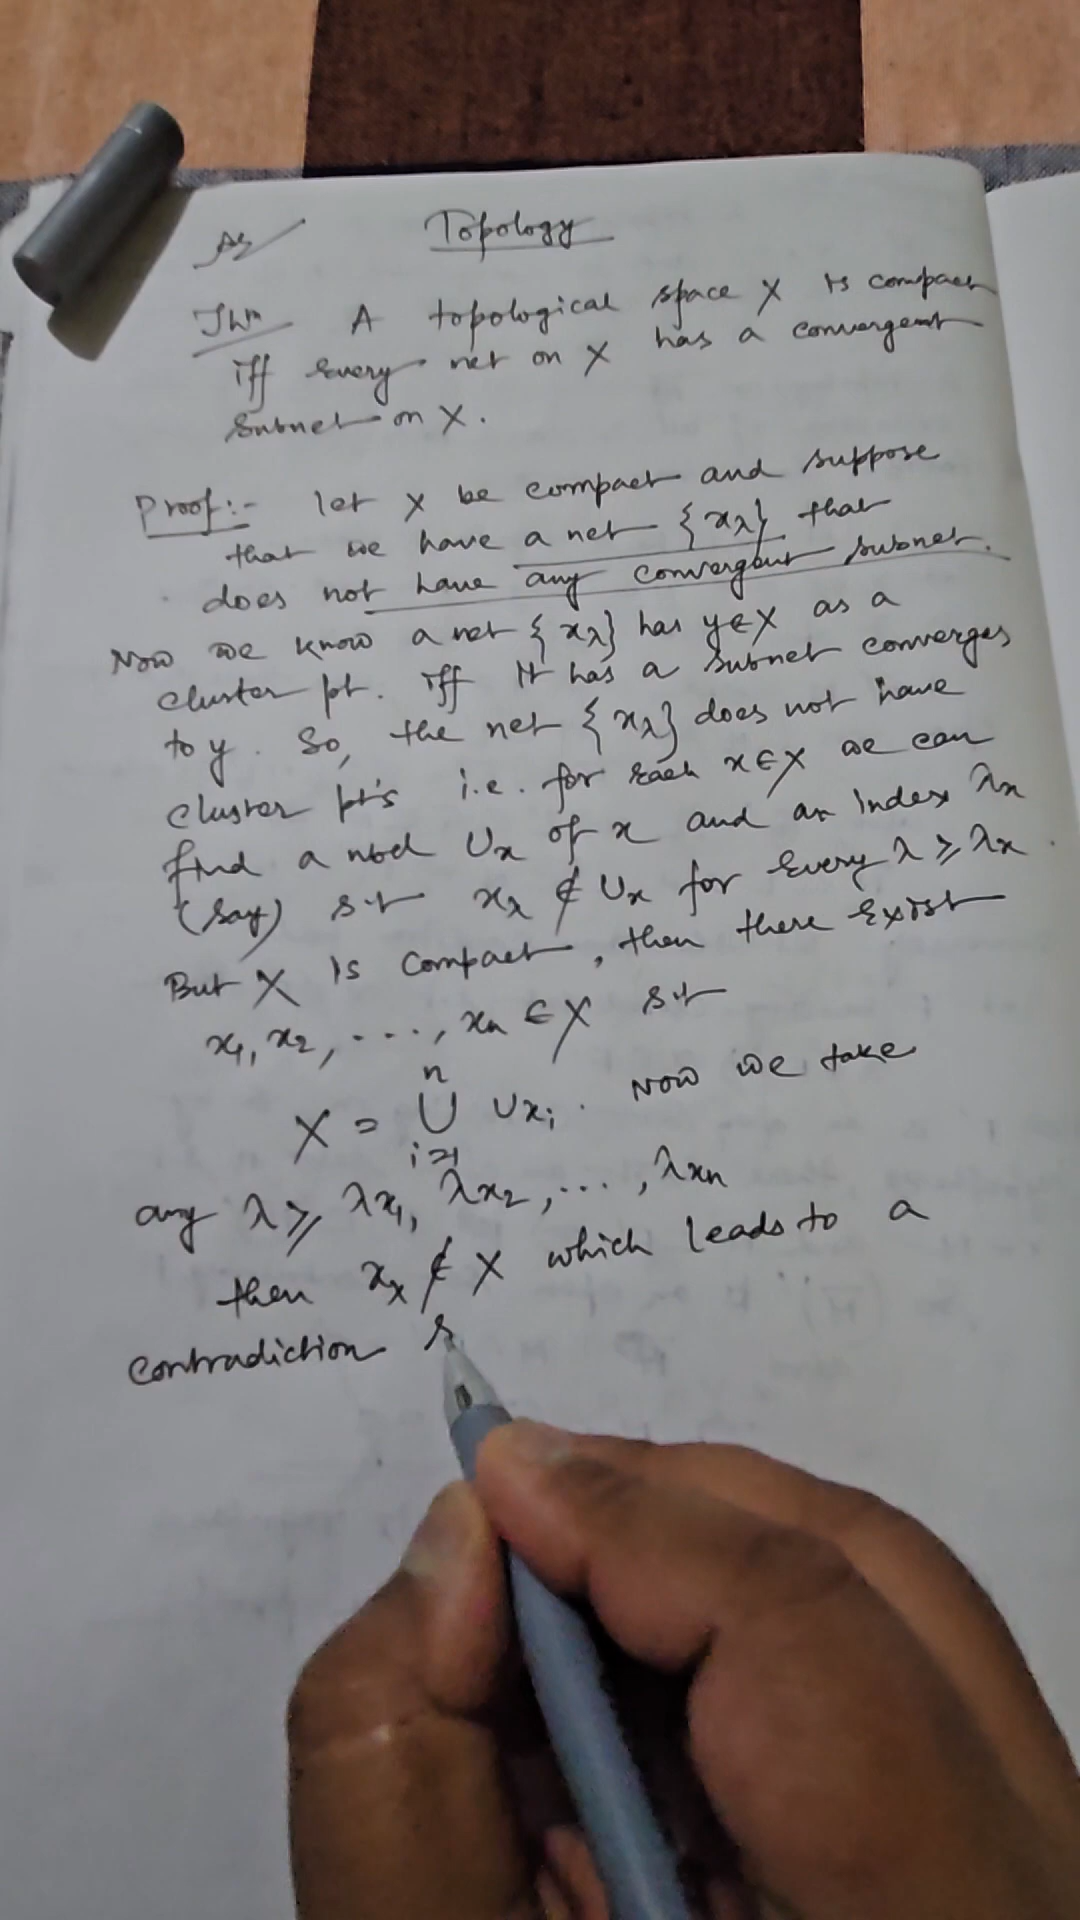 Topology
Thm A topological space X is compact
iff every net on X has a convergent
subnet on X.
Proof:- let X be compact and suppose
that we have a net {xλ} that
does not have any convergent subnet.
Now we know a net {xλ} has y∈X as a
cluster pt. iff it has a subnet converges
to y. So, the net {xλ} does not have
cluster pt's i.e. for each x∈X we can
find a nbd Ux of x and an index λx
(say) s.t xλ ∉ Ux for every λ ≥ λx.
But X is compact, then there exist
x1, x2, ..., xn ∈ X s.t
n
X = ∪ Uxi. Now we take
i=1
any λ ≥ λx1, λx2, ..., λxn
then xλ ∉ X which leads to a
contradiction s